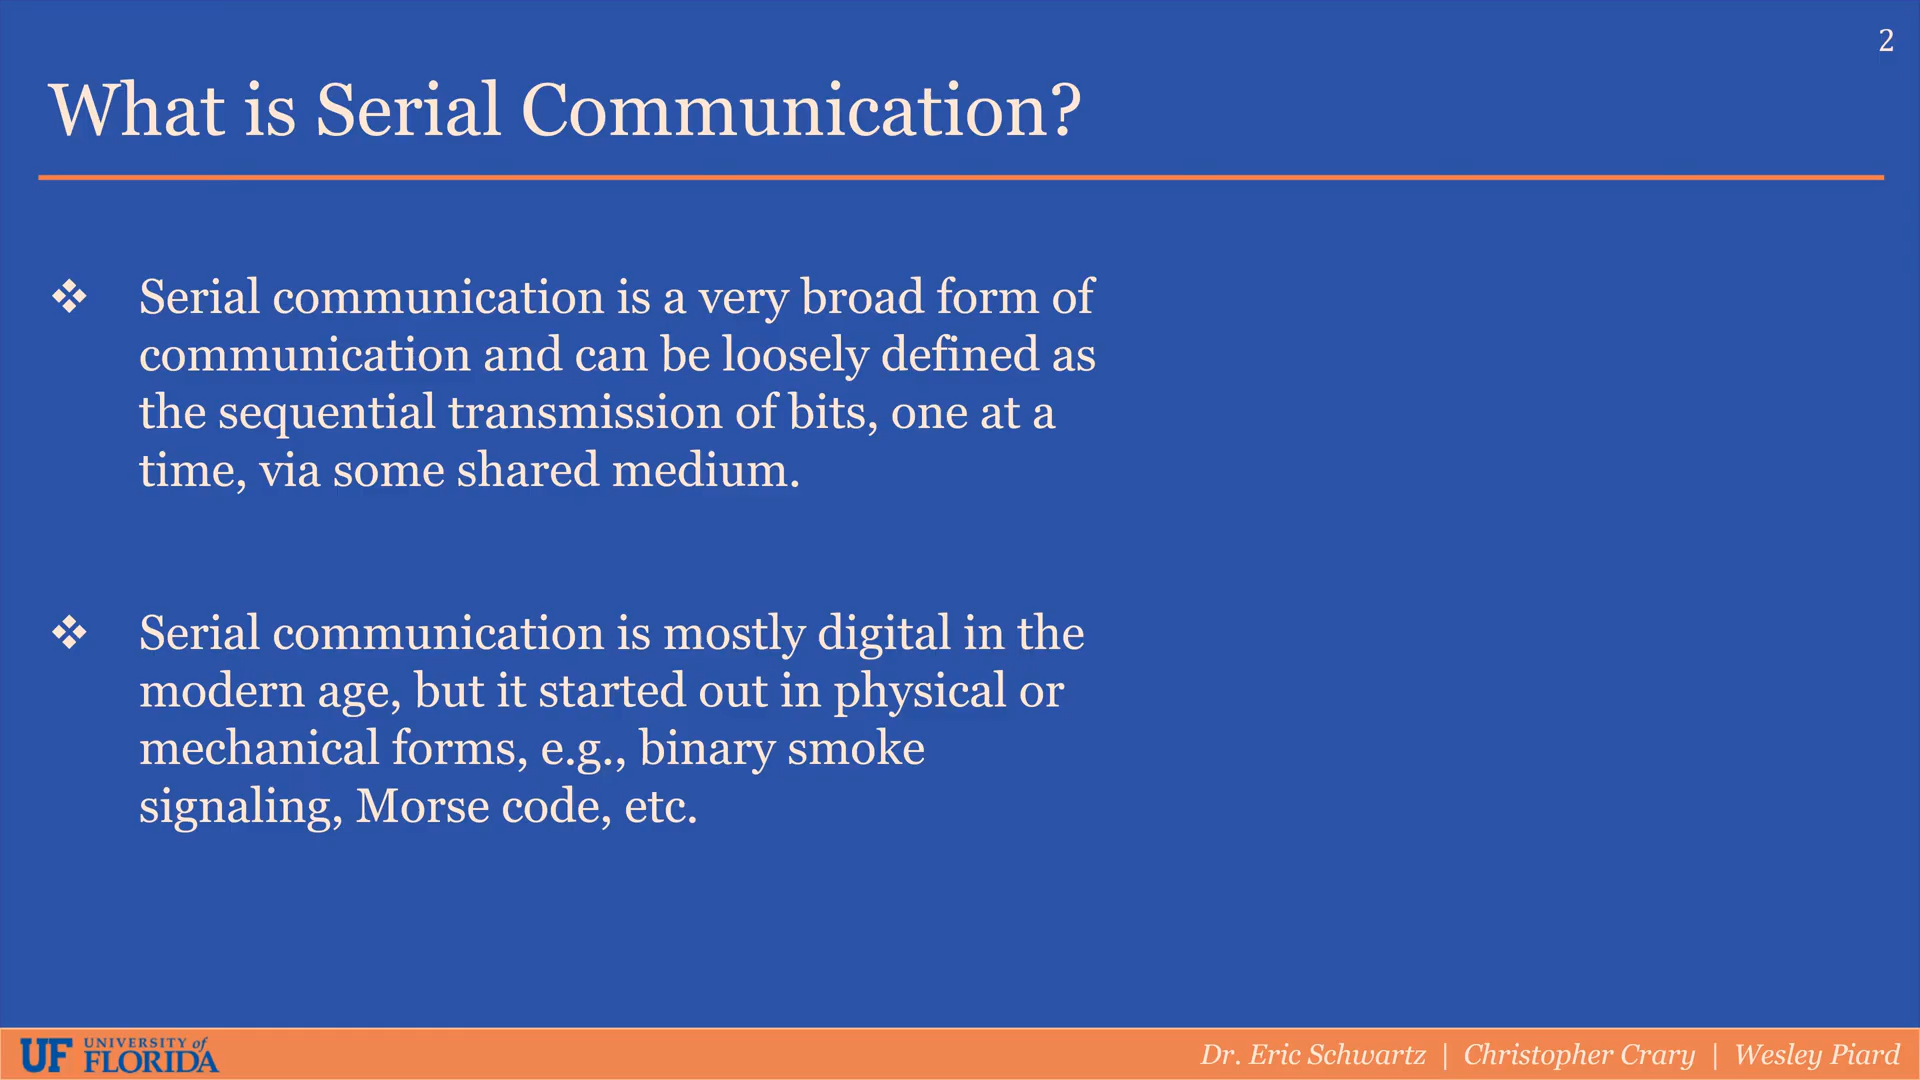 2
What is Serial Communication?
❖ Serial communication is a very broad form of
communication and can be loosely defined as
the sequential transmission of bits, one at a
time, via some shared medium.
❖ Serial communication is mostly digital in the
modern age, but it started out in physical or
mechanical forms, e.g., binary smoke
signaling, Morse code, etc.
UF UNIVERSITY of
FLORIDA
Dr. Eric Schwartz | Christopher Crary | Wesley Piard